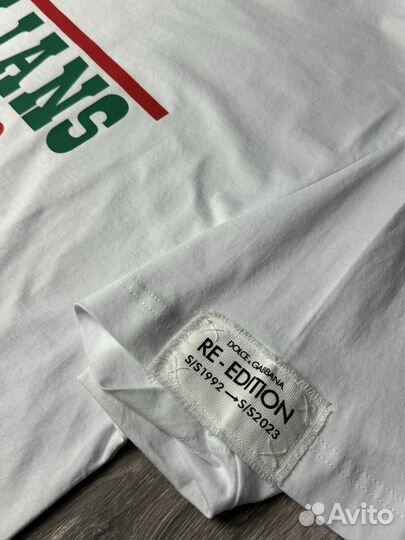 IANS
DOLCE & GABBANA
RE-EDITION
S/S1992 → S/S2023
Avito